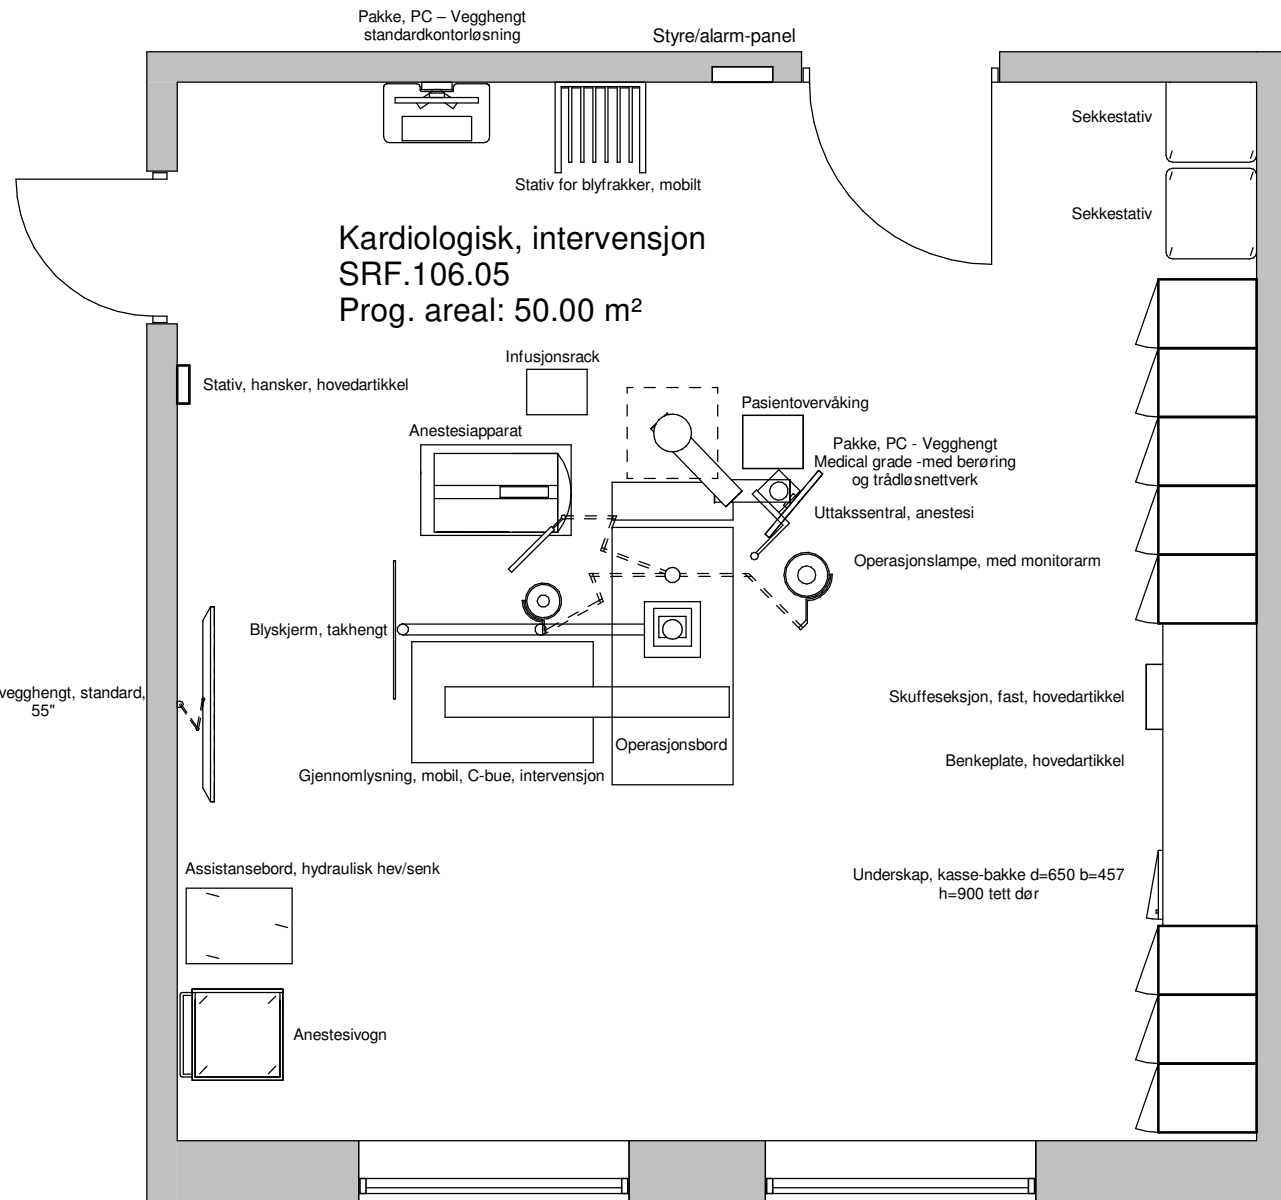 Pakke, PC – Vegghengt
standardkontorløsning
Styre/alarm-panel
Sekkestativ
Stativ for blyfrakker, mobilt
Sekkestativ
Kardiologisk, intervensjon
SRF.106.05
Prog. areal: 50.00 m²
Infusjonsrack
Stativ, hansker, hovedartikkel
Pasientovervåking
Anestesiapparat
Pakke, PC - Vegghengt
Medical grade -med berøring
og trådløsnettverk
Uttakssentral, anestesi
Operasjonslampe, med monitorarm
Blyskjerm, takhengt
vegghengt, standard,
55"
Skuffeseksjon, fast, hovedartikkel
Operasjonsbord
Benkeplate, hovedartikkel
Gjennomlysning, mobil, C-bue, intervensjon
Assistansebord, hydraulisk hev/senk
Underskap, kasse-bakke d=650 b=457
h=900 tett dør
Anestesivogn